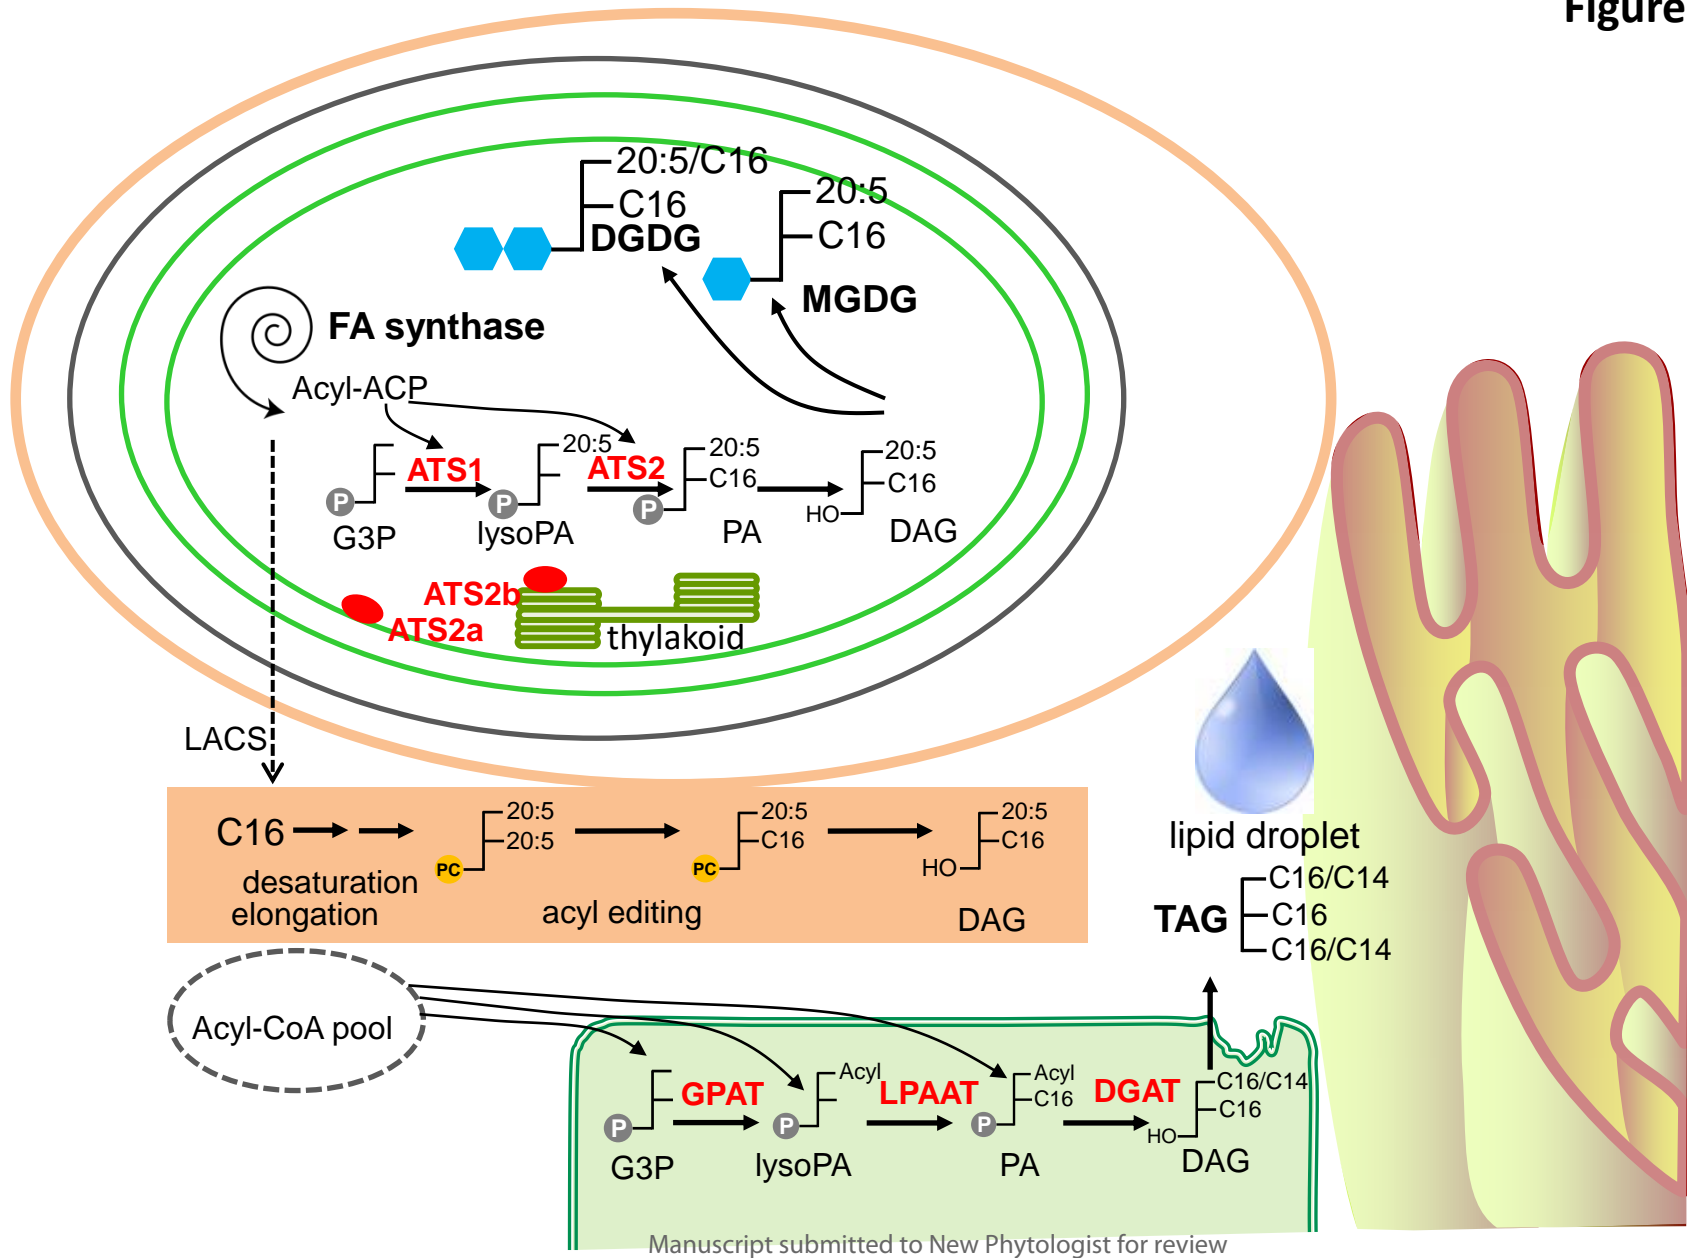 Figure
20:5/C16
C16
DGDG
20:5
C16
MGDG
FA synthase
Acyl-ACP
ATS1
20:5
ATS2
20:5
C16
20:5
C16
P
P
P
HO
G3P
lysoPA
PA
DAG
ATS2b
ATS2a
thylakoid
LACS
C16
20:5
20:5
PC
20:5
C16
PC
20:5
C16
HO
desaturation
elongation
acyl editing
DAG
lipid droplet
TAG
C16/C14
C16
C16/C14
Acyl-CoA pool
GPAT
Acyl
LPAAT
Acyl
C16
DGAT
C16/C14
C16
P
P
P
HO
G3P
lysoPA
PA
DAG
Manuscript submitted to New Phytologist for review